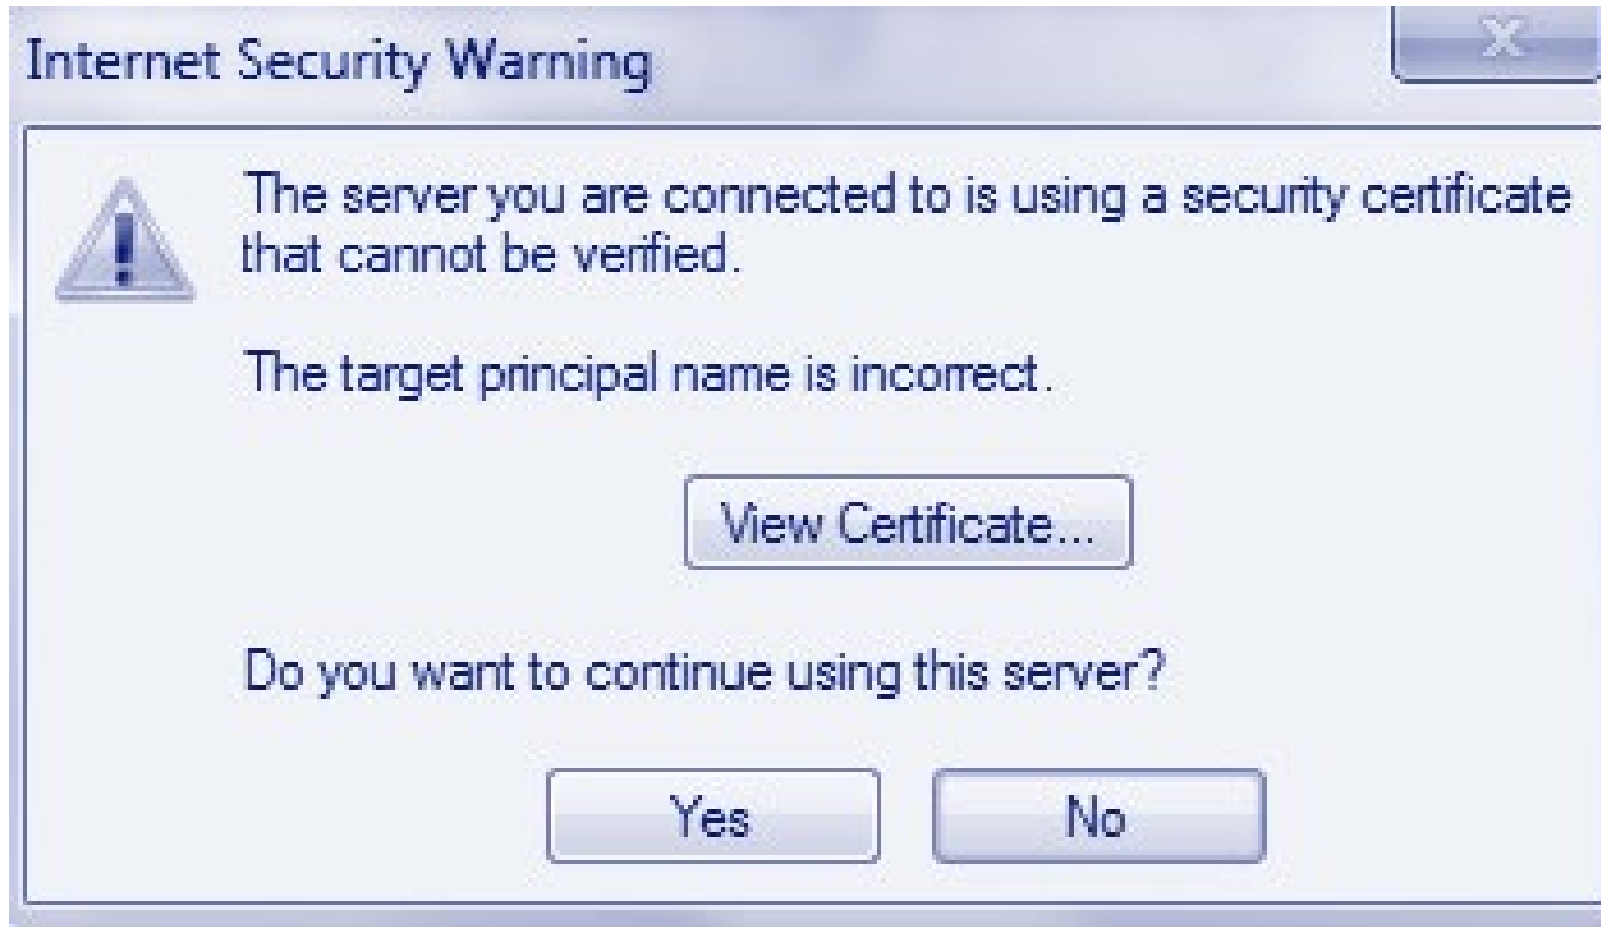 Internet Security Warning
The server you are connected to is using a security certificate
that cannot be verified.
The target principal name is incorrect.
View Certificate...
Do you want to continue using this server?
Yes
No